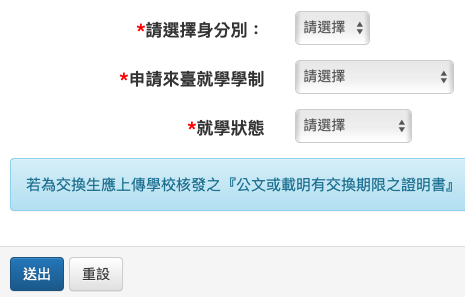 *請選擇身分別： 請選擇
*申請來臺就學學制 請選擇
*就學狀態 請選擇
若為交換生應上傳學校核發之『公文或載明有交換期限之證明書』
送出 重設